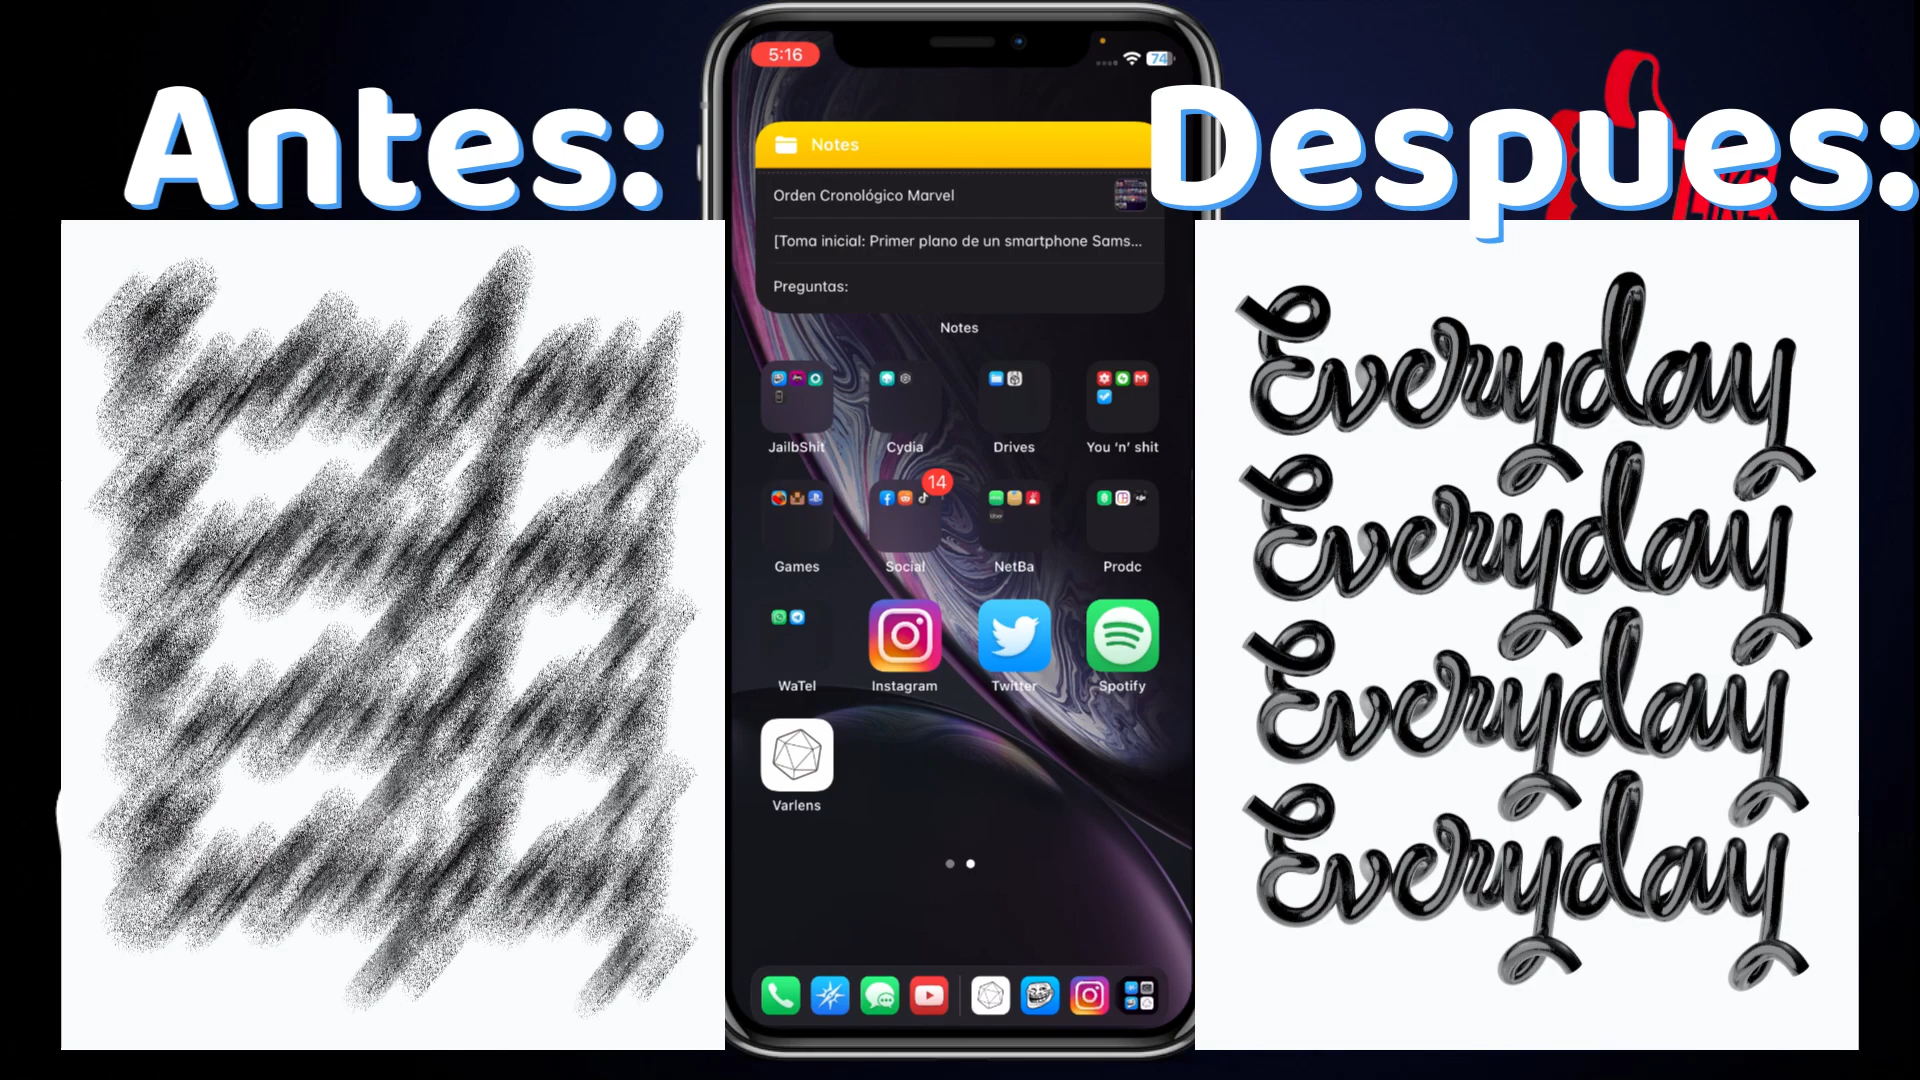 Antes:
Despues:
5:16
74
Notes
Orden Cronológico Marvel
[Toma inicial: Primer plano de un smartphone Sams...
Preguntas:
Notes
JailbShit
Cydia
Drives
You ‘n’ shit
14
Games
Social
NetBa
Prodc
WaTel
Instagram
Twitter
Spotify
Varlens
Everyday
Everyday
Everyday
Everyday